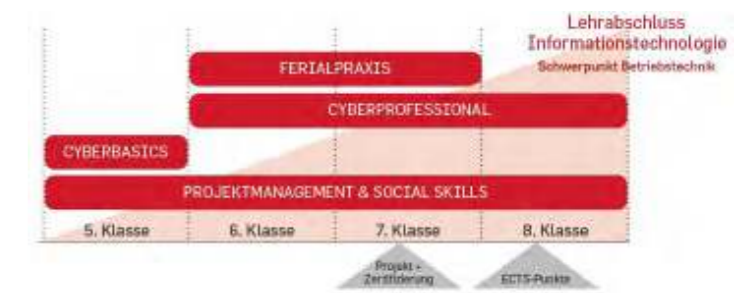 Lehrabschluss
Informationstechnologie
Schwerpunkt Betriebstechnik
FERIALPRAXIS
CYBERPROFESSIONAL
CYBERBASICS
PROJEKTMANAGEMENT & SOCIAL SKILLS
5. Klasse
6. Klasse
7. Klasse
8. Klasse
Projekt +
Zertifizierung
ECTS-Punkte